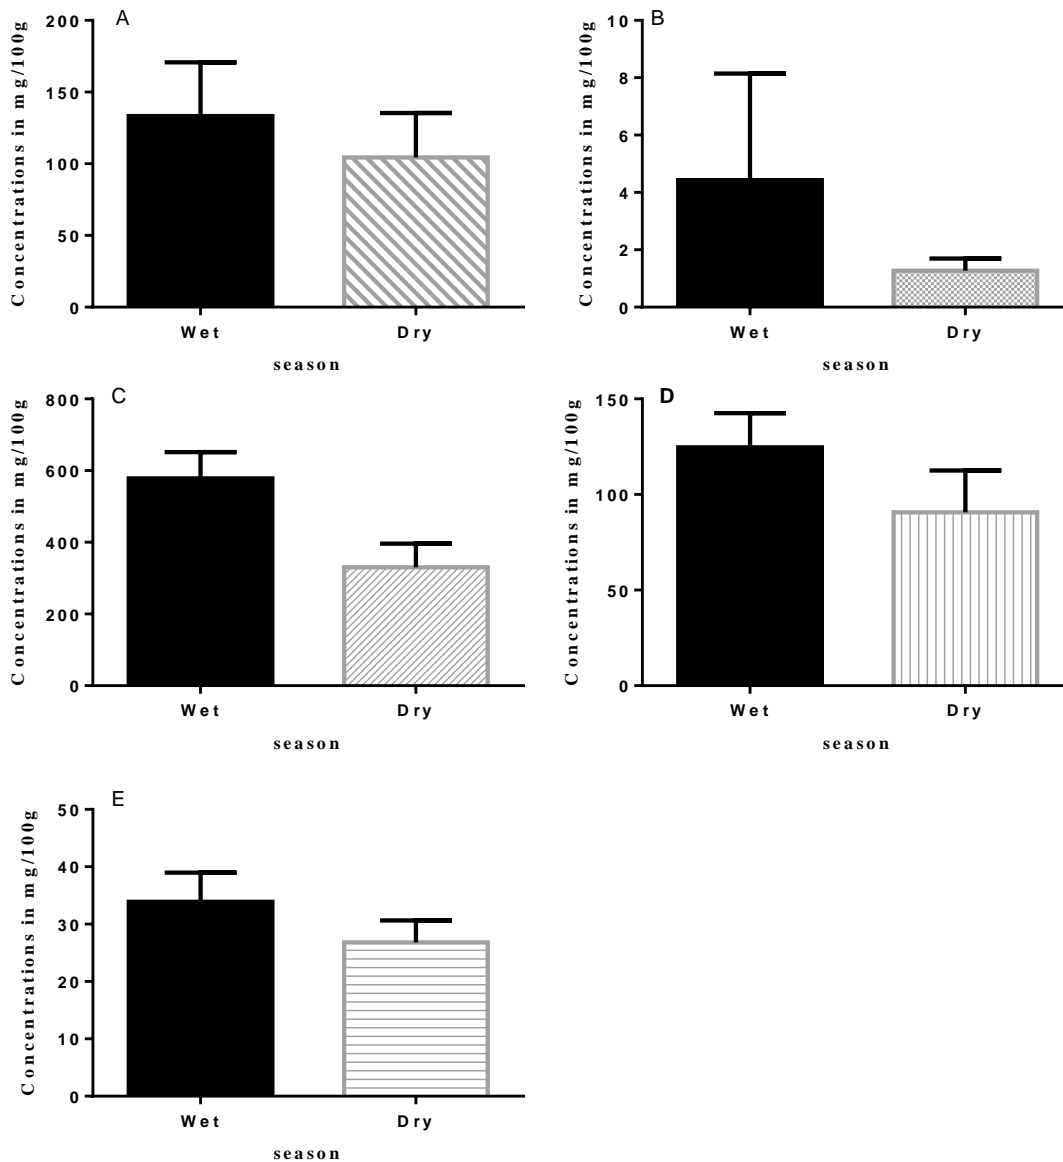 A
Concentrations in mg/100g
200
150
100
50
0
Wet Dry
season
B
Concentrations in mg/100g
10
8
6
4
2
0
Wet Dry
season
C
Concentrations in mg/100g
800
600
400
200
0
Wet Dry
season
D
Concentrations in mg/100g
150
100
50
0
Wet Dry
season
E
Concentrations in mg/100g
50
40
30
20
10
0
Wet Dry
season